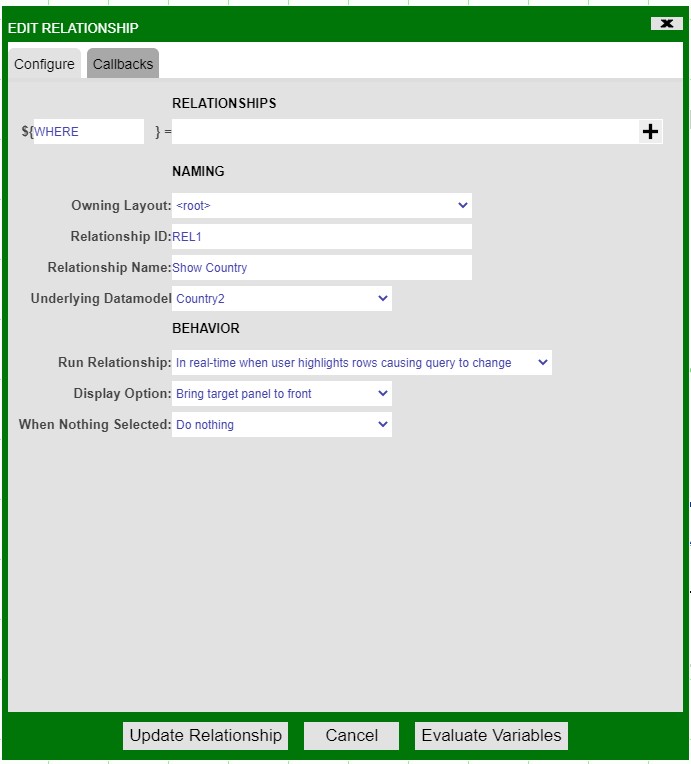 EDIT RELATIONSHIP
Configure Callbacks
RELATIONSHIPS
${WHERE } =
NAMING
Owning Layout: <root>
Relationship ID: REL1
Relationship Name: Show Country
Underlying Datamodel Country2
BEHAVIOR
Run Relationship: In real-time when user highlights rows causing query to change
Display Option: Bring target panel to front
When Nothing Selected: Do nothing
Update Relationship Cancel Evaluate Variables